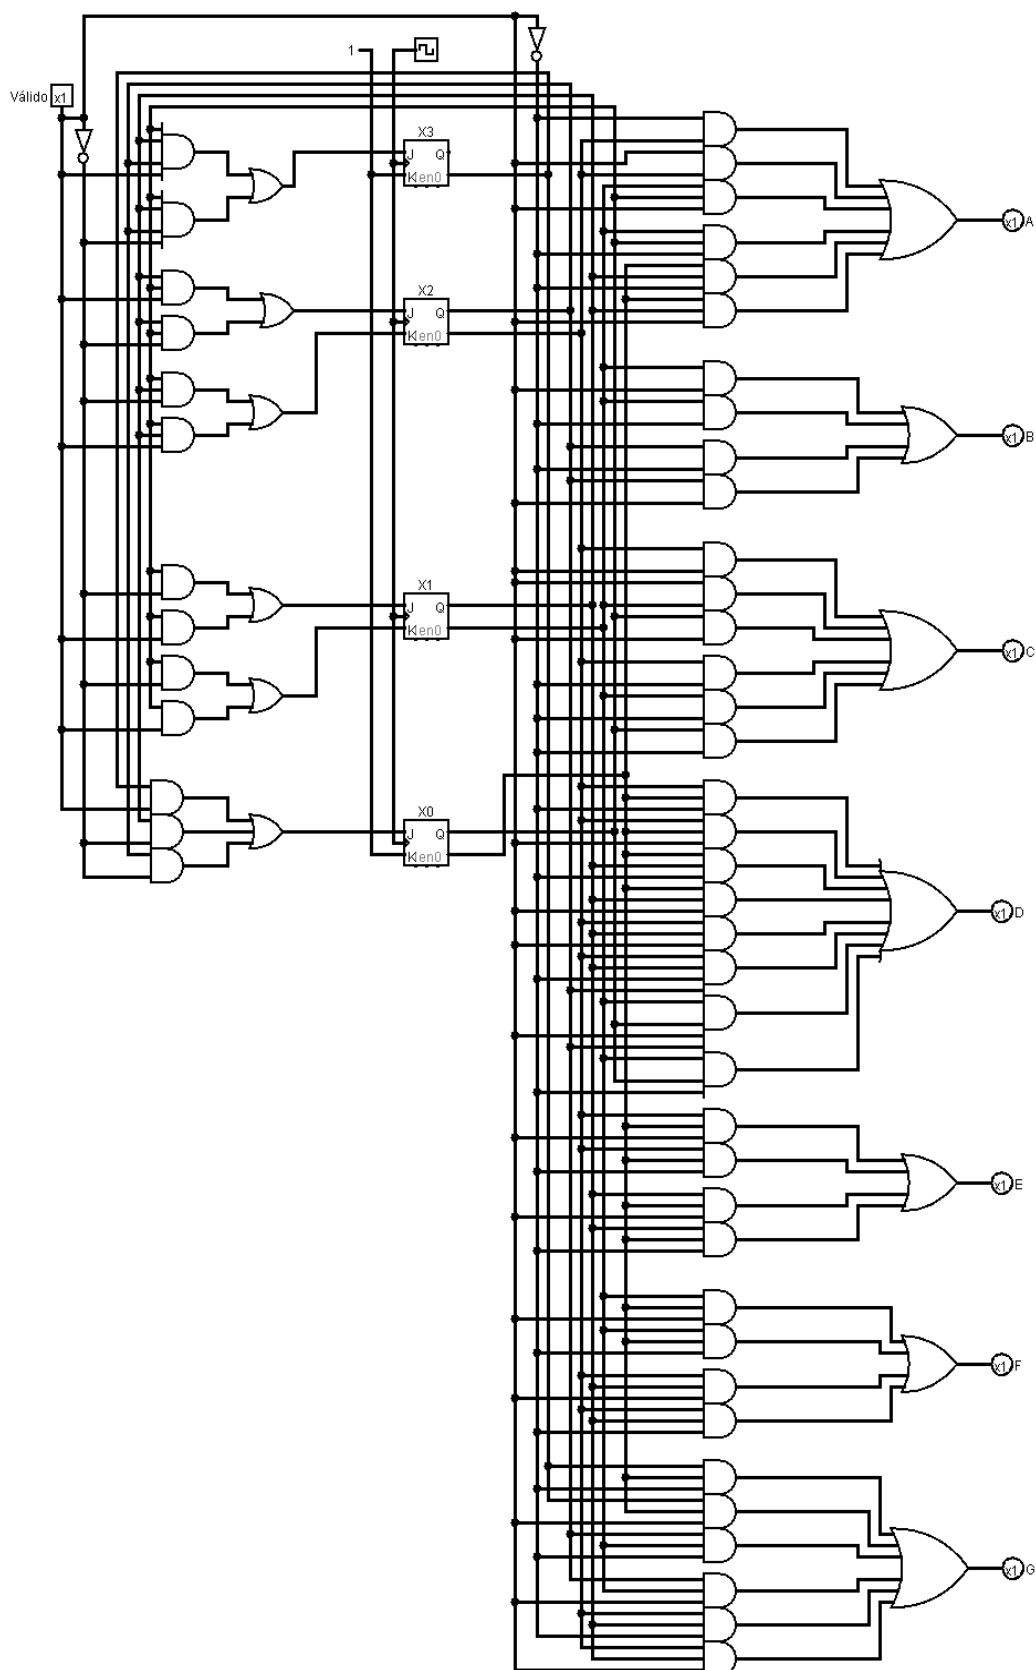 1
Válido x1
X3
J Q
K en0
x1 A
X2
J Q
K en0
x1 B
X1
J Q
K en0
x1 C
X0
J Q
K en0
x1 D
x1 E
x1 F
x1 G